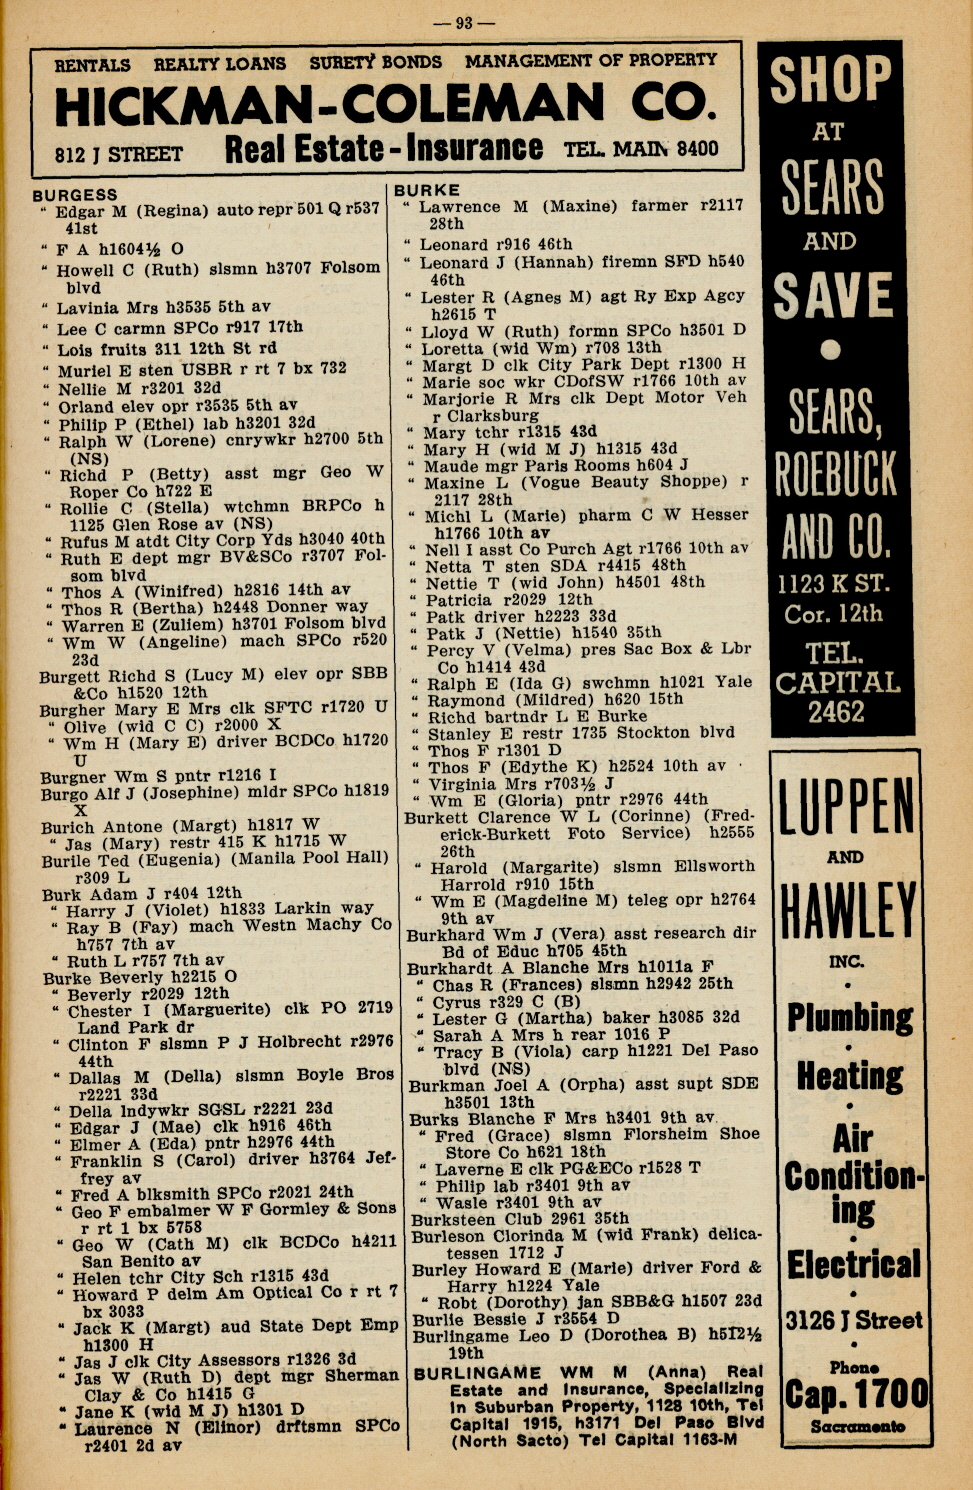 — 93 —
RENTALS REALTY LOANS SURETY BONDS MANAGEMENT OF PROPERTY
HICKMAN-COLEMAN CO.
812 J STREET Real Estate - Insurance TEL. MAIN 8400
BURGESS
" Edgar M (Regina) auto repr 501 Q r537
41st
" F A h1604½ O
" Howell C (Ruth) slsmn h3707 Folsom
blvd
" Lavinia Mrs h3535 5th av
" Lee C carmn SPCo r917 17th
" Lois fruits 311 12th St rd
" Muriel E sten USBR r rt 7 bx 732
" Nellie M r3201 32d
" Orland elev opr r3535 5th av
" Philip P (Ethel) lab h3201 32d
" Ralph W (Lorene) cnrywkr h2700 5th
(NS)
" Richd P (Betty) asst mgr Geo W
Roper Co h722 E
" Rollie C (Stella) wtchmn BRPCo h
1125 Glen Rose av (NS)
" Rufus M atdt City Corp Yds h3040 40th
" Ruth E dept mgr BV&SCo r3707 Fol-
som blvd
" Thos A (Winifred) h2816 14th av
" Thos R (Bertha) h2448 Donner way
" Warren E (Zuliem) h3701 Folsom blvd
" Wm W (Angeline) mach SPCo r520
23d
Burgett Richd S (Lucy M) elev opr SBB
&Co h1520 12th
Burgher Mary E Mrs clk SFTC r1720 U
" Olive (wid C C) r2000 X
" Wm H (Mary E) driver BCDCo h1720
U
Burgner Wm S pntr r1216 I
Burgo Alf J (Josephine) mldr SPCo h1819
X
Burich Antone (Margt) h1817 W
" Jas (Mary) restr 415 K h1715 W
Burile Ted (Eugenia) (Manila Pool Hall)
r309 L
Burk Adam J r404 12th
" Harry J (Violet) h1833 Larkin way
" Ray B (Fay) mach Westn Machy Co
h757 7th av
" Ruth L r757 7th av
Burke Beverly h2215 O
" Beverly r2029 12th
" Chester I (Marguerite) clk PO 2719
Land Park dr
" Clinton F slsmn P J Holbrecht r2976
44th
" Dallas M (Della) slsmn Boyle Bros
r2221 33d
" Della lndywkr SGSL r2221 23d
" Edgar J (Mae) clk h916 46th
" Elmer A (Eda) pntr h2976 44th
" Franklin S (Carol) driver h3764 Jef-
frey av
" Fred A blksmith SPCo r2021 24th
" Geo F embalmer W F Gormley & Sons
r rt 1 bx 5758
" Geo W (Cath M) clk BCDCo h4211
San Benito av
" Helen tchr City Sch r1315 43d
" Howard P delm Am Optical Co r rt 7
bx 3033
" Jack K (Margt) aud State Dept Emp
h1300 H
" Jas J clk City Assessors r1326 3d
" Jas W (Ruth D) dept mgr Sherman
Clay & Co h1415 G
" Jane K (wid M J) h1301 D
" Laurence N (Elinor) drftsmn SPCo
r2401 2d av
BURKE
" Lawrence M (Maxine) farmer r2117
28th
" Leonard r916 46th
" Leonard J (Hannah) firemn SFD h540
46th
" Lester R (Agnes M) agt Ry Exp Agcy
h2615 T
" Lloyd W (Ruth) formn SPCo h3501 D
" Loretta (wid Wm) r708 13th
" Margt D clk City Park Dept r1300 H
" Marie soc wkr CDofSW r1766 10th av
" Marjorie R Mrs clk Dept Motor Veh
r Clarksburg
" Mary tchr r1315 43d
" Mary H (wid M J) h1315 43d
" Maude mgr Paris Rooms h604 J
" Maxine L (Vogue Beauty Shoppe) r
2117 28th
" Michl L (Marie) pharm C W Hesser
h1766 10th av
" Nell I asst Co Purch Agt r1766 10th av
" Netta T sten SDA r4415 48th
" Nettie T (wid John) h4501 48th
" Patricia r2029 12th
" Patk driver h2223 33d
" Patk J (Nettie) h1540 35th
" Percy V (Velma) pres Sac Box & Lbr
Co h1414 43d
" Ralph E (Ida G) swchmn h1021 Yale
" Raymond (Mildred) h620 15th
" Richd bartndr L E Burke
" Stanley E restr 1735 Stockton blvd
" Thos F r1301 D
" Thos F (Edythe K) h2524 10th av
" Virginia Mrs r703½ J
" Wm E (Gloria) pntr r2976 44th
Burkett Clarence W L (Corinne) (Fred-
erick-Burkett Foto Service) h2555
26th
" Harold (Margarite) slsmn Ellsworth
Harrold r910 15th
" Wm E (Magdeline M) teleg opr h2764
9th av
Burkhard Wm J (Vera) asst research dir
Bd of Educ h705 45th
Burkhardt A Blanche Mrs h1011a F
" Chas R (Frances) slsmn h2942 25th
" Cyrus r329 C (B)
" Lester G (Martha) baker h3085 32d
" Sarah A Mrs h rear 1016 P
" Tracy B (Viola) carp h1221 Del Paso
blvd (NS)
Burkman Joel A (Orpha) asst supt SDE
h3501 13th
Burks Blanche F Mrs h3401 9th av
" Fred (Grace) slsmn Florsheim Shoe
Store Co h621 18th
" Laverne E clk PG&ECo r1528 T
" Philip lab r3401 9th av
" Wasle r3401 9th av
Burksteen Club 2961 35th
Burleson Clorinda M (wid Frank) delica-
tessen 1712 J
Burley Howard E (Marie) driver Ford &
Harry h1224 Yale
" Robt (Dorothy) jan SBB&G h1507 23d
Burlie Bessie J r3554 D
Burlingame Leo D (Dorothea B) h512½
19th
BURLINGAME WM M (Anna) Real
Estate and Insurance, Specializing
In Suburban Property, 1128 10th, Tel
Capital 1915, h3171 Del Paso Blvd
(North Sacto) Tel Capital 1163-M
SHOP
AT
SEARS
AND
SAVE
•
SEARS,
ROEBUCK
AND CO.
1123 K ST.
Cor. 12th
TEL.
CAPITAL
2462
LUPPEN
AND
HAWLEY
INC.
•
Plumbing
•
Heating
•
Air
Condition-
ing
•
Electrical
•
3126 J Street
•
Phone
Cap. 1700
Sacramento